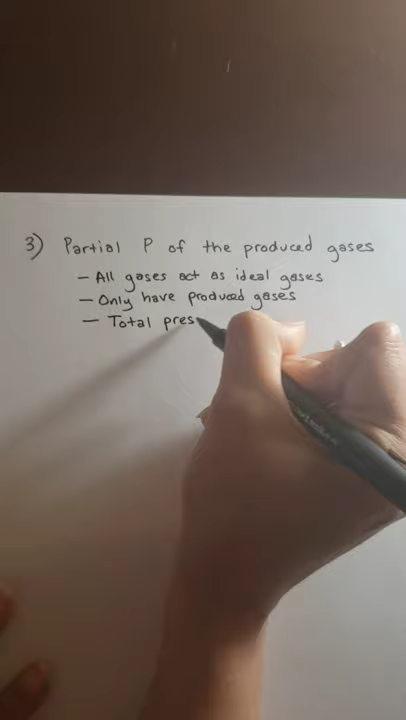 3) Partial P of the produced gases
- All gases act as ideal gases
- Only have produced gases
- Total pres